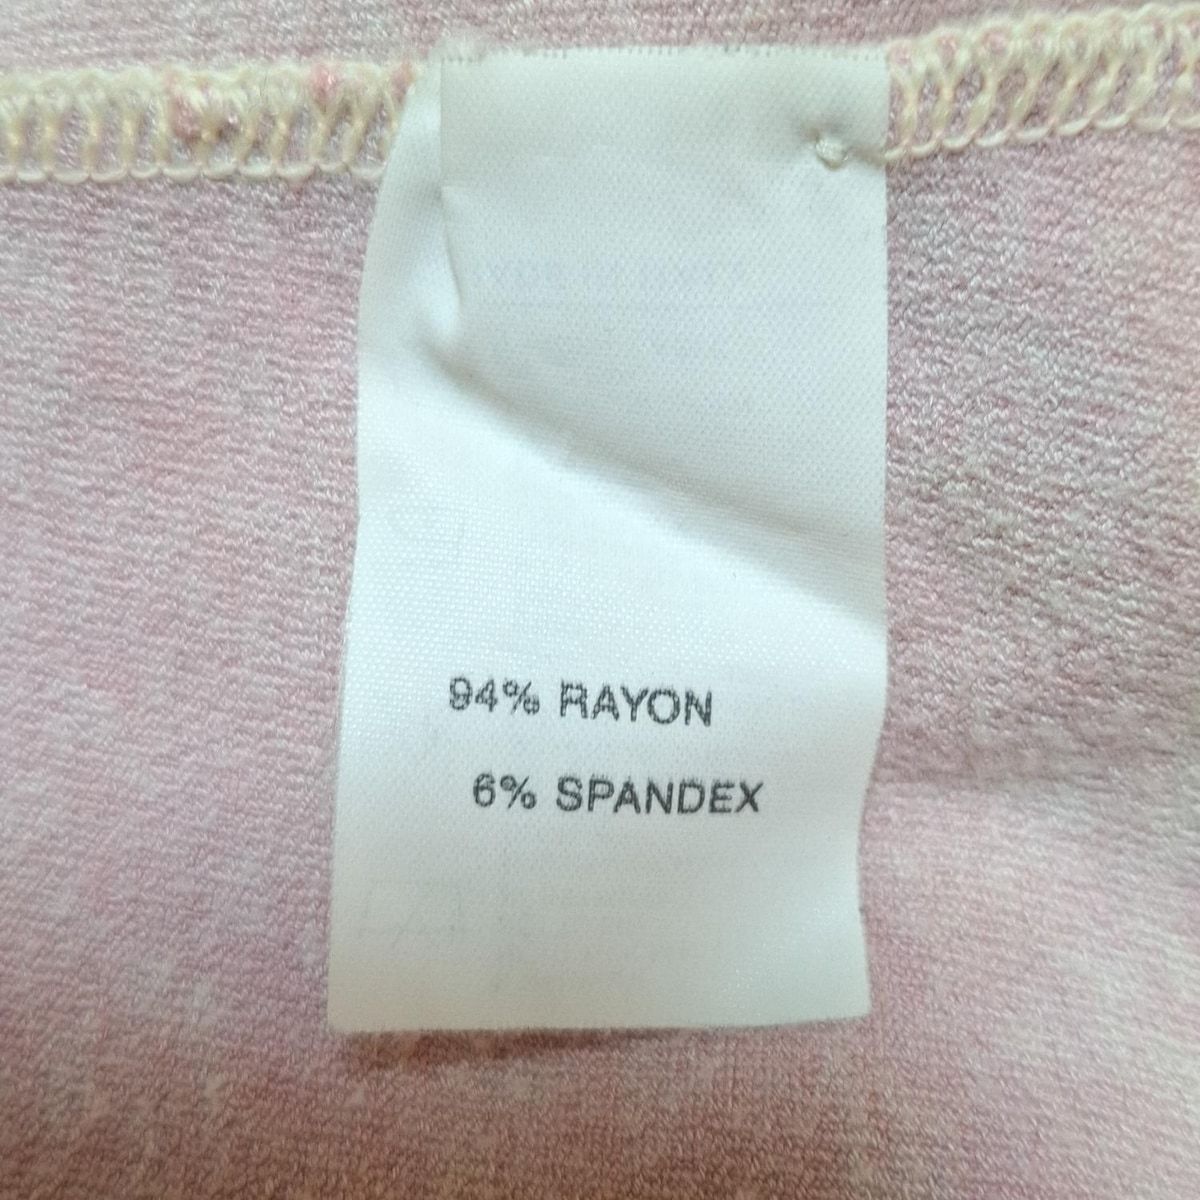 94% RAYON
6% SPANDEX